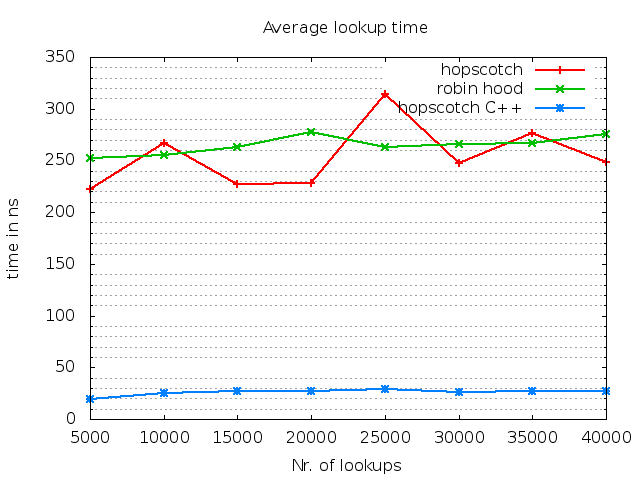 Average lookup time
hopscotch
robin hood
hopscotch C++
350
300
250
200
150
100
50
0
time in ns
5000 10000 15000 20000 25000 30000 35000 40000
Nr. of lookups